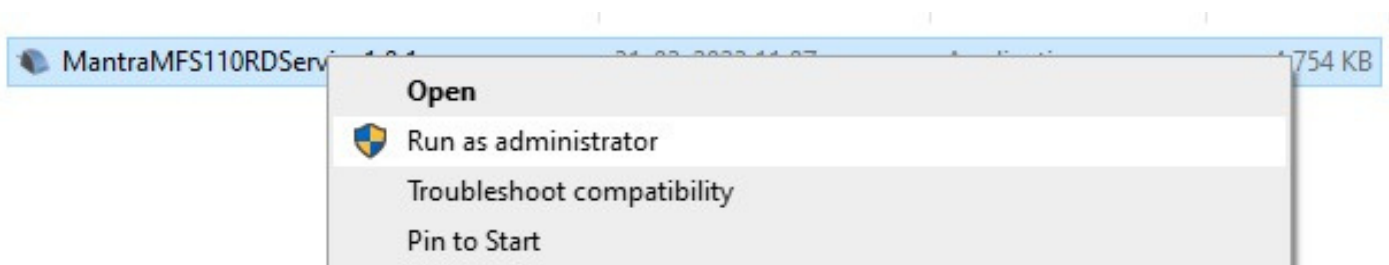 MantraMFS110RDServ 754 KB
Open
Run as administrator
Troubleshoot compatibility
Pin to Start